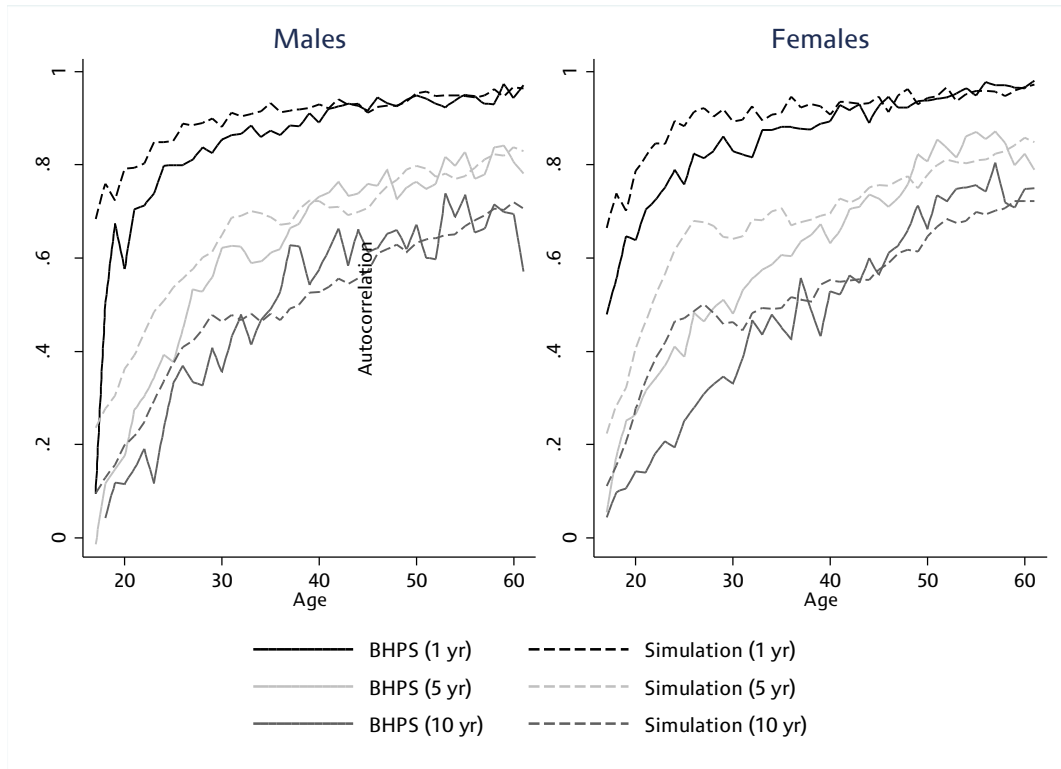 Males
Females
1
.8
.6
.4
.2
0
Autocorrelation
20 30 40 50 60
Age
1
.8
.6
.4
.2
0
20 30 40 50 60
Age
BHPS (1 yr) Simulation (1 yr)
BHPS (5 yr) Simulation (5 yr)
BHPS (10 yr) Simulation (10 yr)